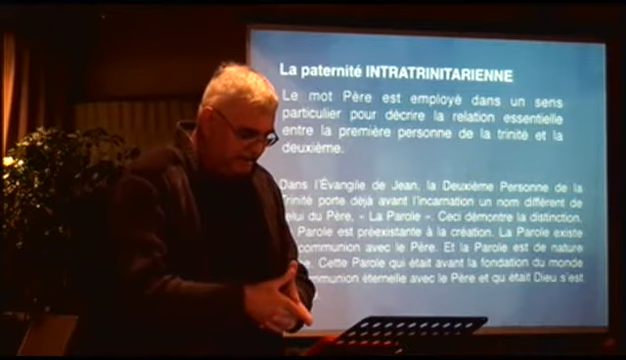 La paternité INTRATRINITARIENNE
Le mot Père est employé dans un sens
particulier pour décrire la relation essentielle
entre la première personne de la trinité et la
deuxième.
Dans l'Évangile de Jean, la Deuxième Personne de la
Trinité porte déjà avant l'incarnation un nom différent de
celui du Père, « La Parole ». Ceci démontre la distinction.
Parole est préexistante à la création. La Parole existe
communion avec le Père. Et la Parole est de nature
Cette Parole qui était avant la fondation du monde
éternelle avec le Père et qu était Dieu s'est